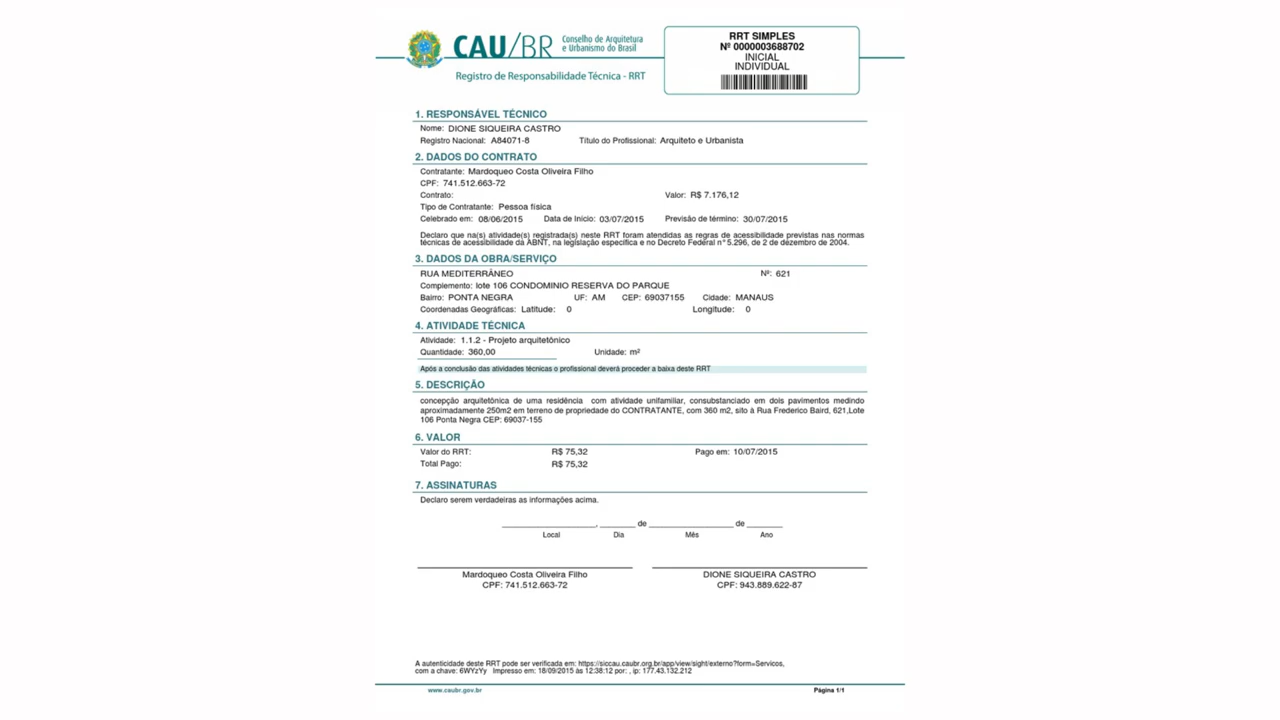 CAU/BR Conselho de Arquitetura
e Urbanismo do Brasil
Registro de Responsabilidade Técnica - RRT
RRT SIMPLES
Nº 0000003688702
INICIAL
INDIVIDUAL
1. RESPONSÁVEL TÉCNICO
Nome: DIONE SIQUEIRA CASTRO
Registro Nacional: A84071-8 Título do Profissional: Arquiteto e Urbanista
2. DADOS DO CONTRATO
Contratante: Mardoqueo Costa Oliveira Filho
CPF: 741.512.663-72
Contrato: Valor: R$ 7.176,12
Tipo de Contratante: Pessoa física
Celebrado em: 08/06/2015 Data de Início: 03/07/2015 Previsão de término: 30/07/2015
Declaro que na(s) atividade(s) registrada(s) neste RRT foram atendidas as regras de acessibilidade previstas nas normas
técnicas de acessibilidade da ABNT, na legislação específica e no Decreto Federal nº 5.296, de 2 de dezembro de 2004.
3. DADOS DA OBRA/SERVIÇO
RUA MEDITERRÂNEO Nº: 621
Complemento: lote 106 CONDOMINIO RESERVA DO PARQUE
Bairro: PONTA NEGRA UF: AM CEP: 69037155 Cidade: MANAUS
Coordenadas Geográficas: Latitude: 0 Longitude: 0
4. ATIVIDADE TÉCNICA
Atividade: 1.1.2 - Projeto arquitetônico
Quantidade: 360,00 Unidade: m²
Após a conclusão das atividades técnicas o profissional deverá proceder a baixa deste RRT
5. DESCRIÇÃO
concepção arquitetônica de uma residência com atividade unifamiliar, consubstanciado em dois pavimentos medindo
aproximadamente 250m2 em terreno de propriedade do CONTRATANTE, com 360 m2, sito à Rua Frederico Baird, 621,Lote
106 Ponta Negra CEP: 69037-155
6. VALOR
Valor do RRT: R$ 75,32 Pago em: 10/07/2015
Total Pago: R$ 75,32
7. ASSINATURAS
Declaro serem verdadeiras as informações acima.
____________________, ________ de __________________ de ________
Local Dia Mês Ano
Mardoqueo Costa Oliveira Filho DIONE SIQUEIRA CASTRO
CPF: 741.512.663-72 CPF: 943.889.622-87
A autenticidade deste RRT pode ser verificada em: https://siccau.caubr.org.br/app/view/sight/externo?form=Servicos,
com a chave: 6WYzYy Impresso em: 18/09/2015 às 12:38:12 por: , ip: 177.43.132.212
www.caubr.gov.br Página 1/1